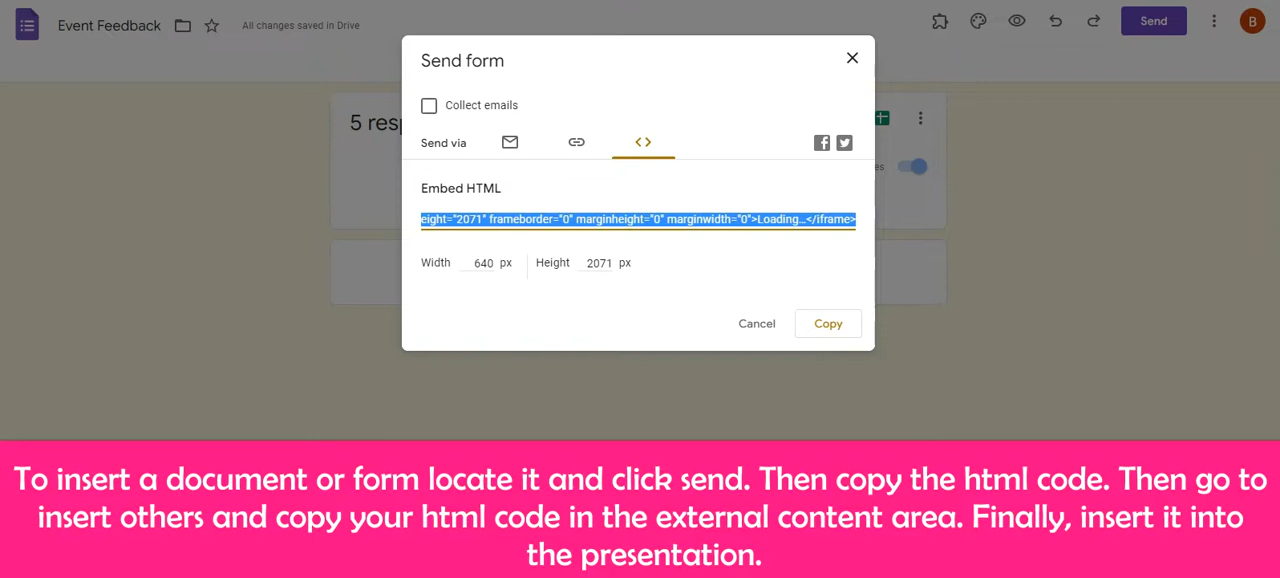 Event Feedback
All changes saved in Drive
Send
B
Send form
Collect emails
5 resp
Send via
es
Embed HTML
eight="2071" frameborder="0" marginheight="0" marginwidth="0">Loading...</iframe>
Width 640 px Height 2071 px
Cancel Copy
To insert a document or form locate it and click send. Then copy the html code. Then go to
insert others and copy your html code in the external content area. Finally, insert it into
the presentation.